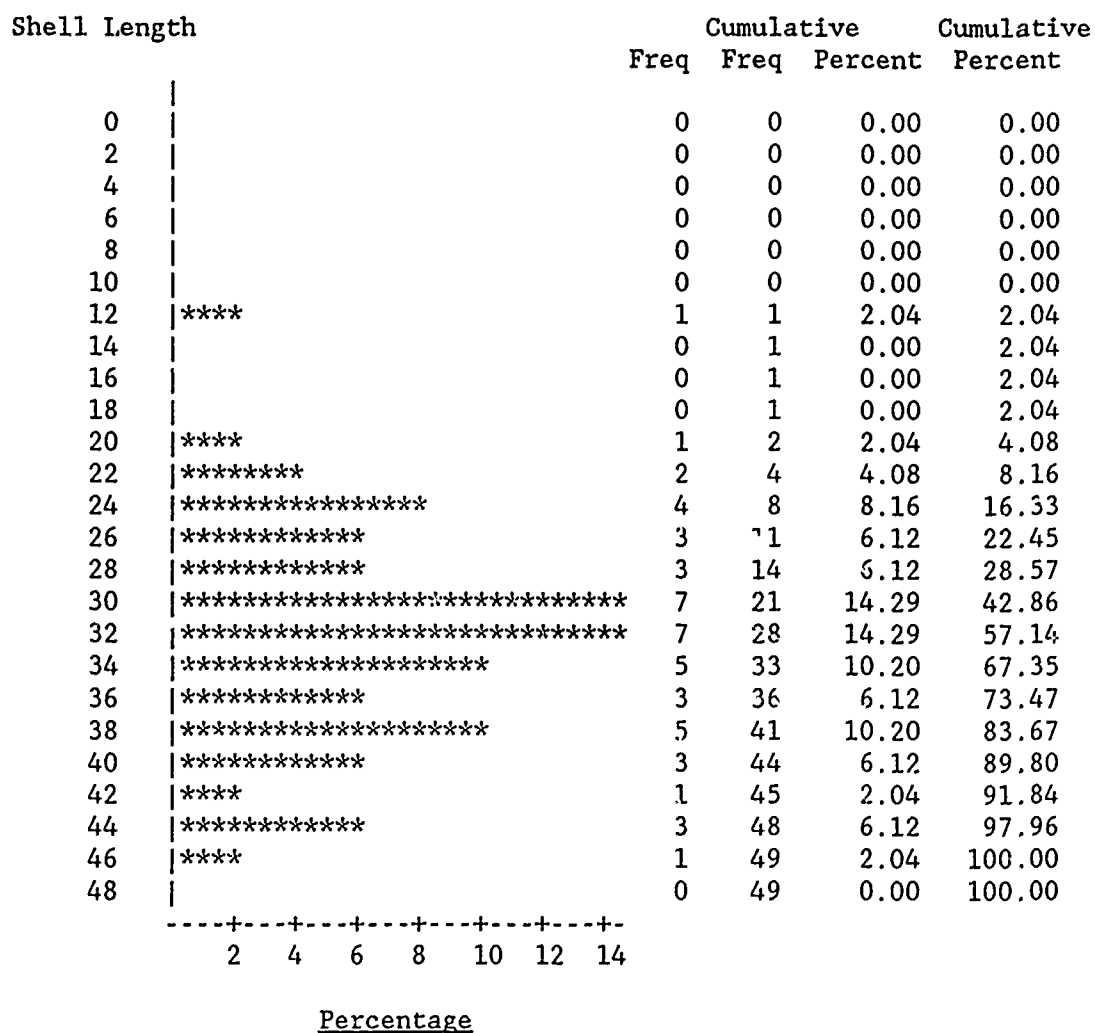 Shell Length Cumulative Cumulative
Freq Freq Percent Percent
0 | 0 0 0.00 0.00
2 | 0 0 0.00 0.00
4 | 0 0 0.00 0.00
6 | 0 0 0.00 0.00
8 | 0 0 0.00 0.00
10 | 0 0 0.00 0.00
12 |**** 1 1 2.04 2.04
14 | 0 1 0.00 2.04
16 | 0 1 0.00 2.04
18 | 0 1 0.00 2.04
20 |**** 1 2 2.04 4.08
22 |******** 2 4 4.08 8.16
24 |**************** 4 8 8.16 16.33
26 |************ 3 11 6.12 22.45
28 |************ 3 14 6.12 28.57
30 |***************************** 7 21 14.29 42.86
32 |***************************** 7 28 14.29 57.14
34 |******************** 5 33 10.20 67.35
36 |************ 3 36 6.12 73.47
38 |******************** 5 41 10.20 83.67
40 |************ 3 44 6.12 89.80
42 |**** 1 45 2.04 91.84
44 |************ 3 48 6.12 97.96
46 |**** 1 49 2.04 100.00
48 | 0 49 0.00 100.00
----+---+---+---+---+---+---+-
2 4 6 8 10 12 14
Percentage